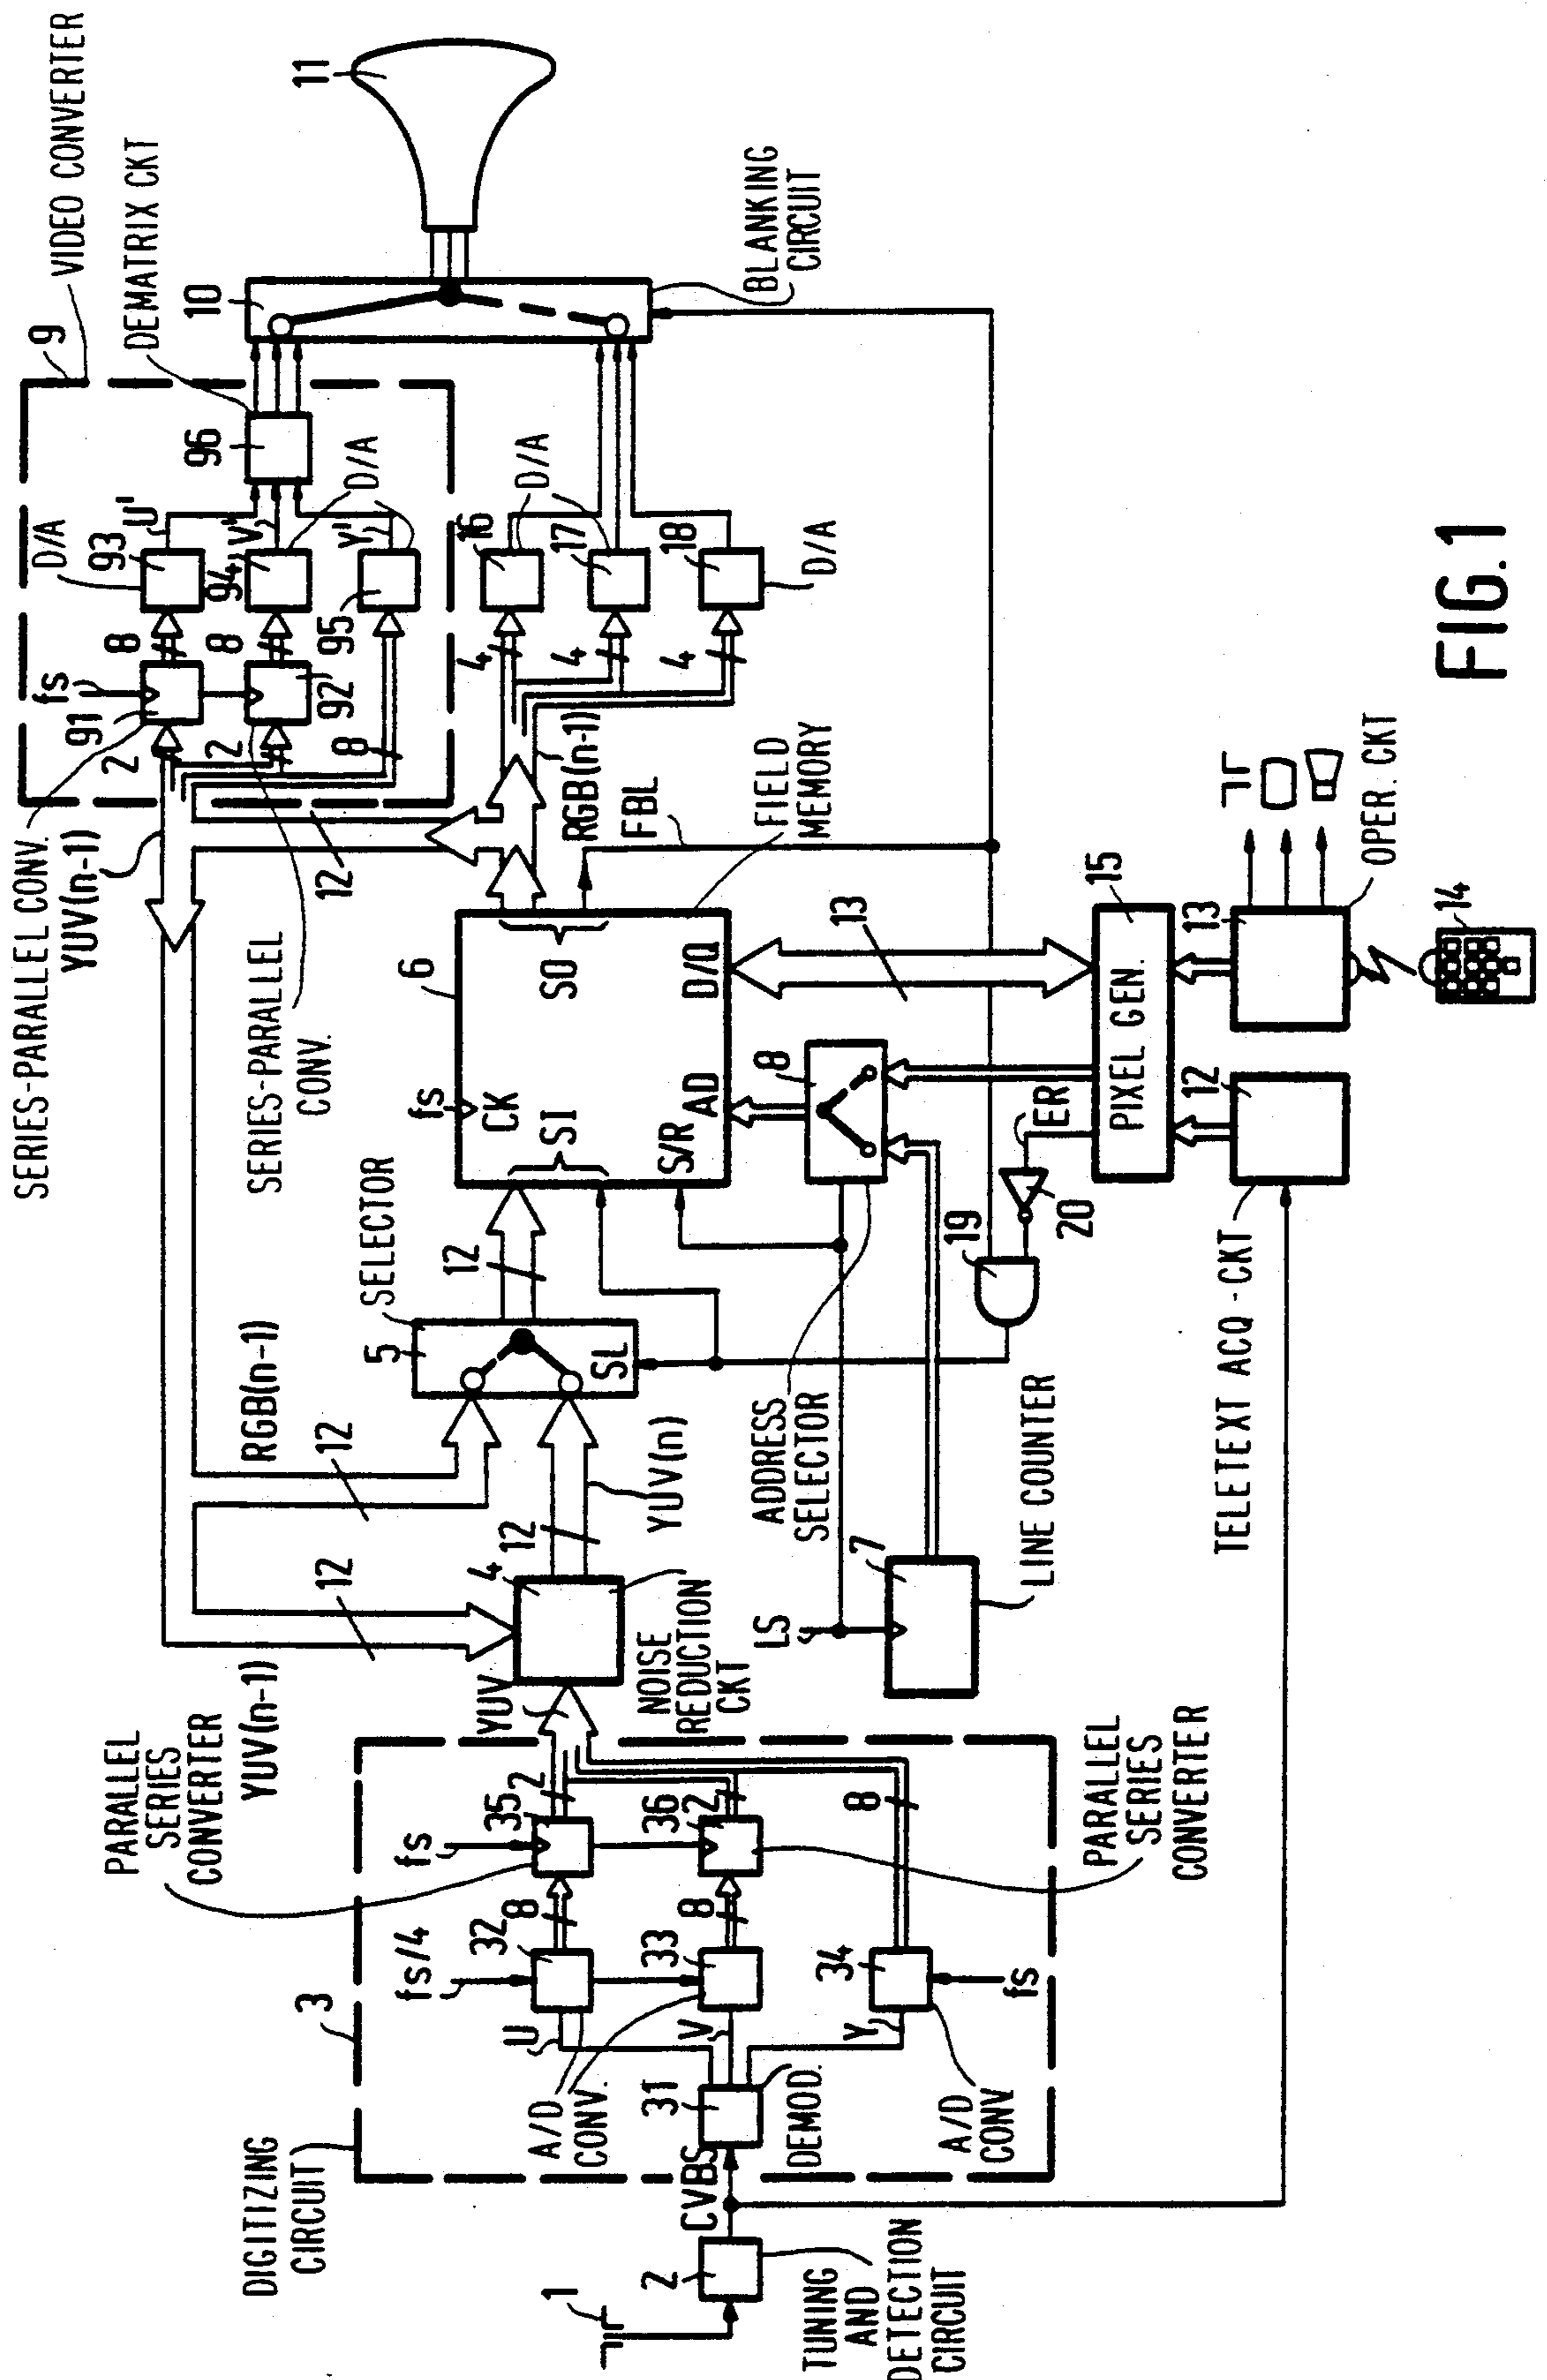 FIG.1
1
2
TUNING
AND
DETECTION
CIRCUIT
CVBS
DIGITIZING
CIRCUIT
3
31
DEMOD.
U
V
Y
A/D
CONV.
A/D
CONV
fs/4
32
33
34
fs
8
8
8
fs
35
36
2
2
PARALLEL
SERIES
CONVERTER
PARALLEL
SERIES
CONVERTER
YUV
4
NOISE
REDUCTION
CKT
YUV(n-1)
12
12
RGB(n-1)
12
YUV(n)
5
SL
SELECTOR
12
LS
7
LINE COUNTER
ADDRESS
SELECTOR
8
6
fs
CK
SI
S/R
AD
SO
D/Q
FIELD
MEMORY
FBL
RGB(n-1)
12
YUV(n-1)
SERIES-PARALLEL CONV.
SERIES-PARALLEL
CONV.
9
VIDEO CONVERTER
fs
91
92
2
2
8
8
8
93
94
95
D/A
D/A
U'
V'
Y'
96
DEMATRIX CKT
4
4
4
16
17
18
D/A
D/A
10
BLANKING
CIRCUIT
11
13
19
20
ER
15
PIXEL GEN.
12
TELETEXT ACQ-CKT
13
OPER. CKT
14